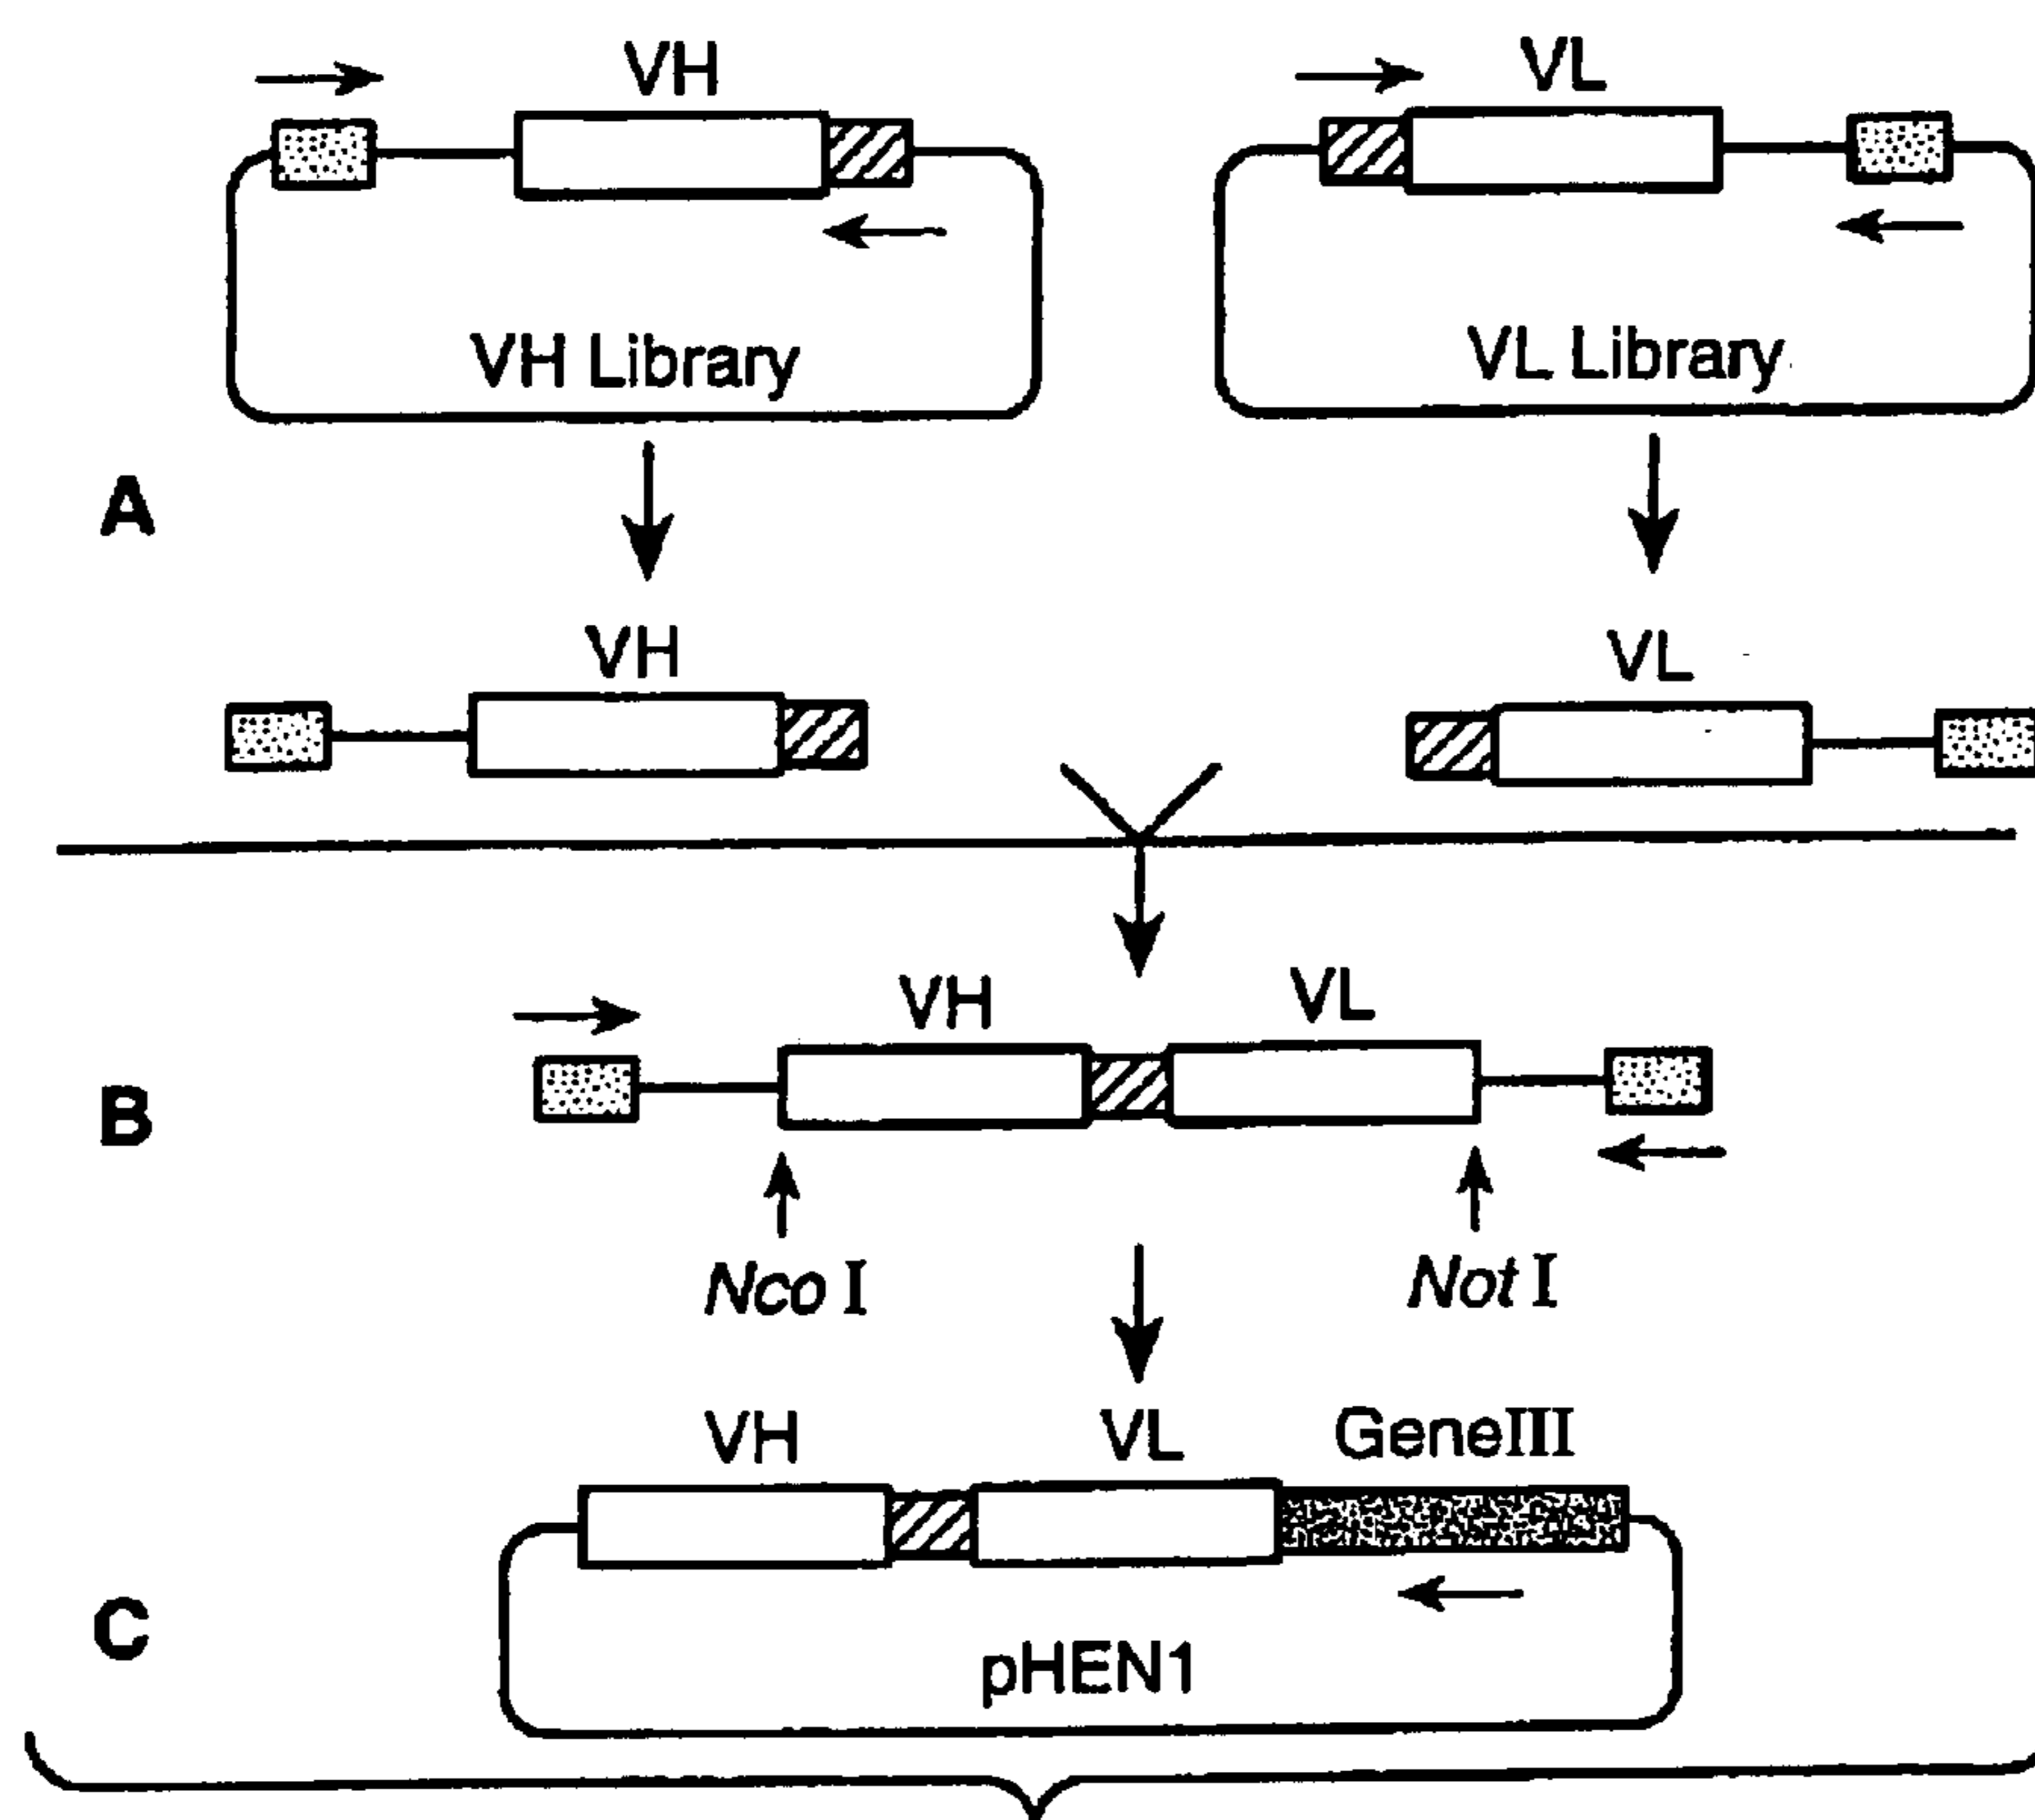 VH VL
VH Library VL Library
A
VH VL
VH VL
B
Nco I Not I
VH VL GeneIII
C
pHEN1